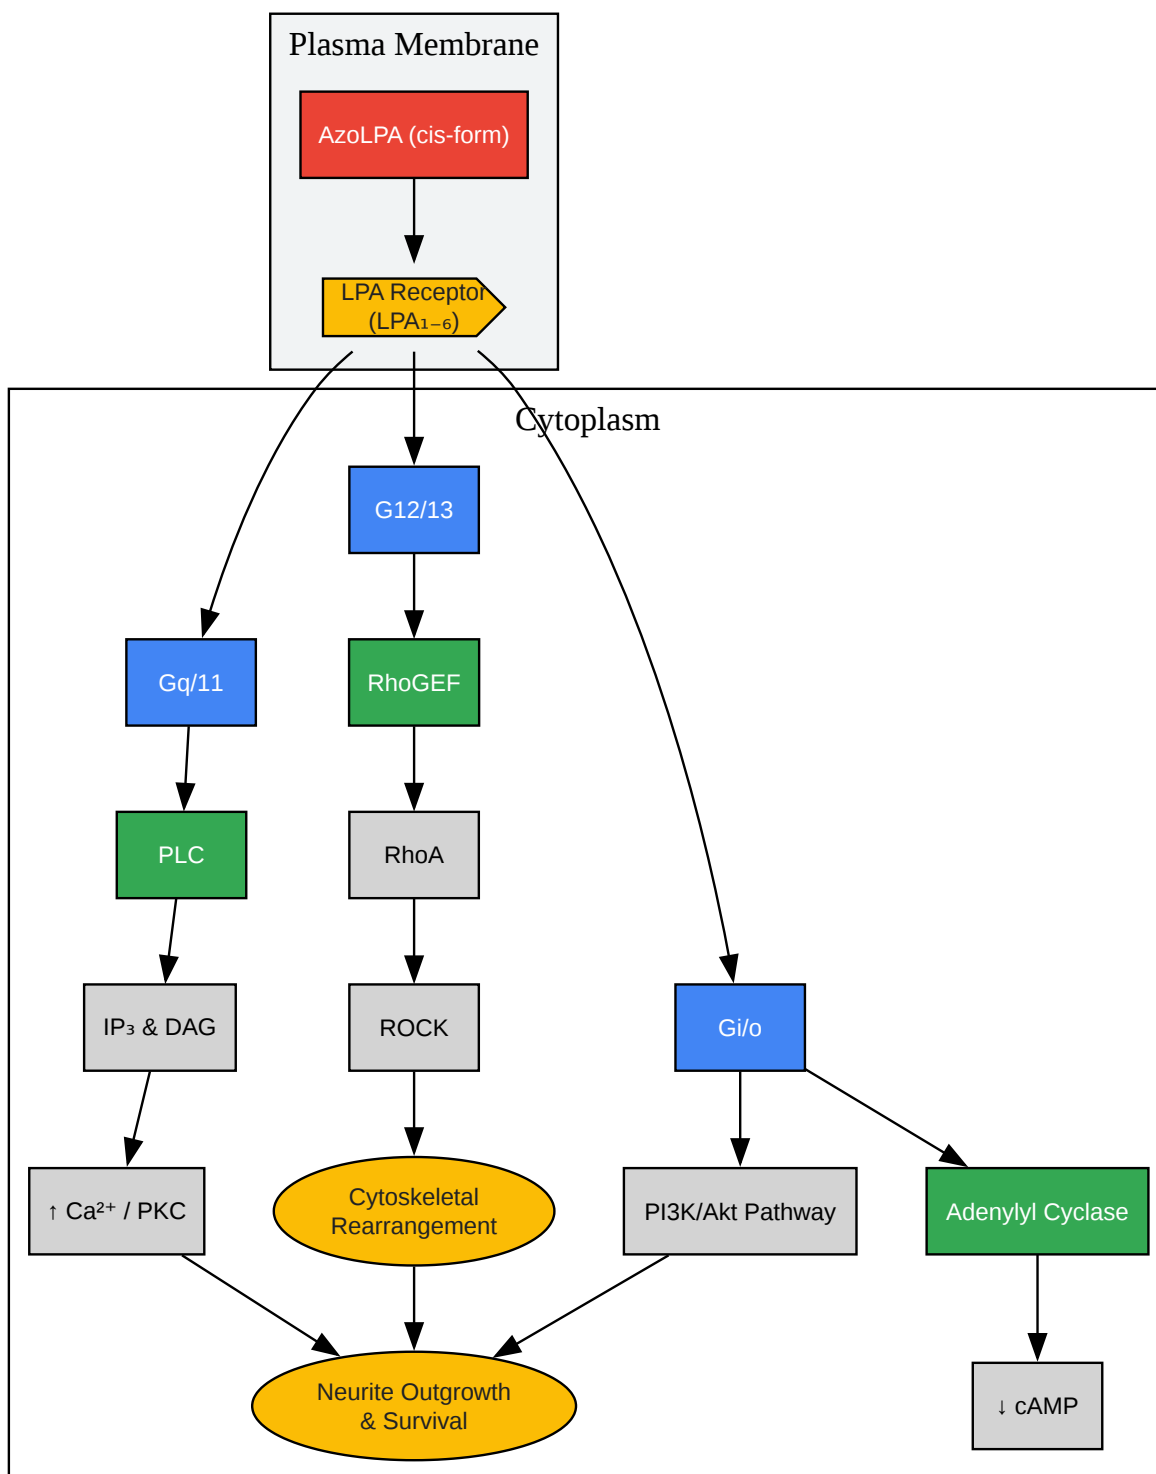 Plasma Membrane
AzoLPA (cis-form)
LPA Receptor
(LPA₁₋₆)
Cytoplasm
G12/13
Gq/11
RhoGEF
PLC
RhoA
IP₃ & DAG
ROCK
Gi/o
↑ Ca²⁺ / PKC
Cytoskeletal
Rearrangement
PI3K/Akt Pathway
Adenylyl Cyclase
Neurite Outgrowth
& Survival
↓ cAMP